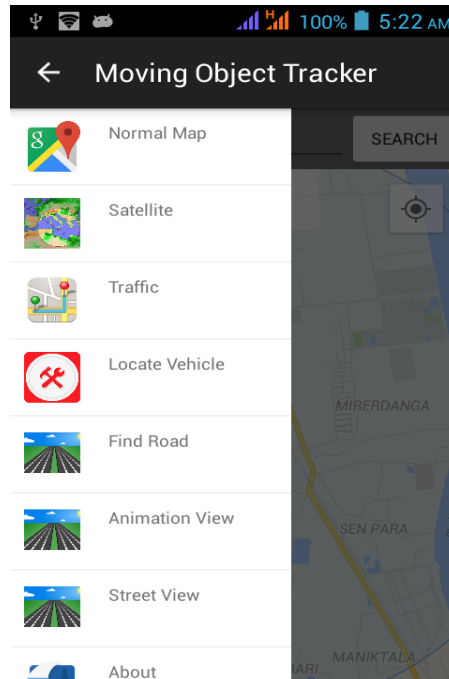 H 100% 5:22 AM
Moving Object Tracker
g Normal Map
SEARCH
Satellite
Traffic
Locate Vehicle
MIRERDANGA
Find Road
Animation View
SEN PARA
Street View
MANIKTALA
About
ARI